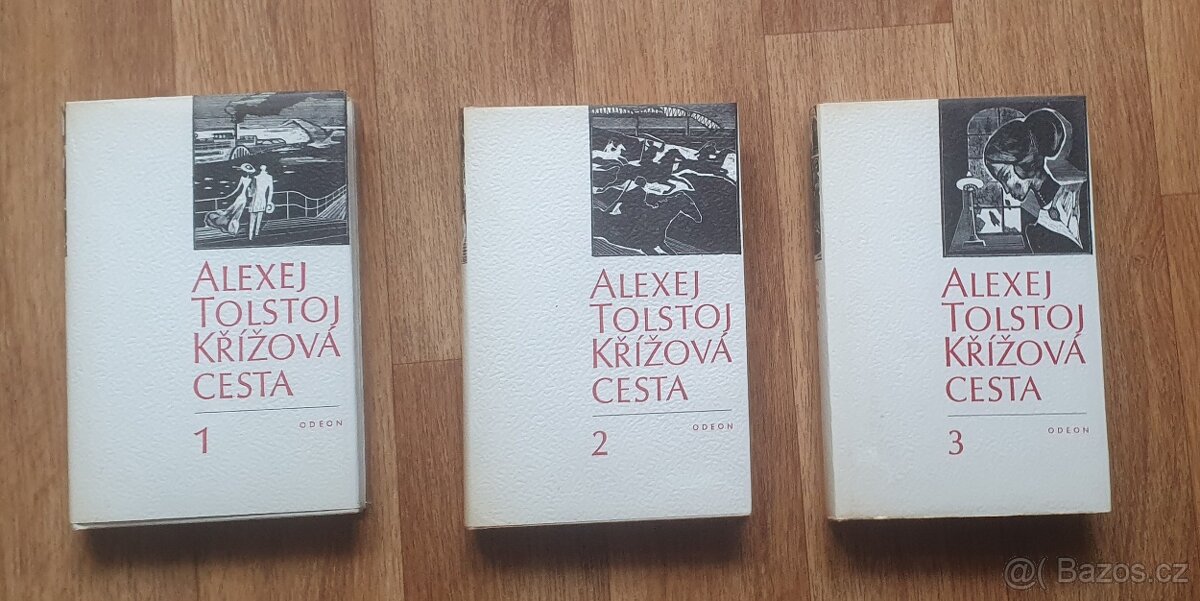 ALEXEJ
TOLSTOJ
KŘÍŽOVÁ
CESTA
ODEON
1
ALEXEJ
TOLSTOJ
KŘÍŽOVÁ
CESTA
ODEON
2
ALEXEJ
TOLSTOJ
KŘÍŽOVÁ
CESTA
ODEON
3
@( Bazos.cz